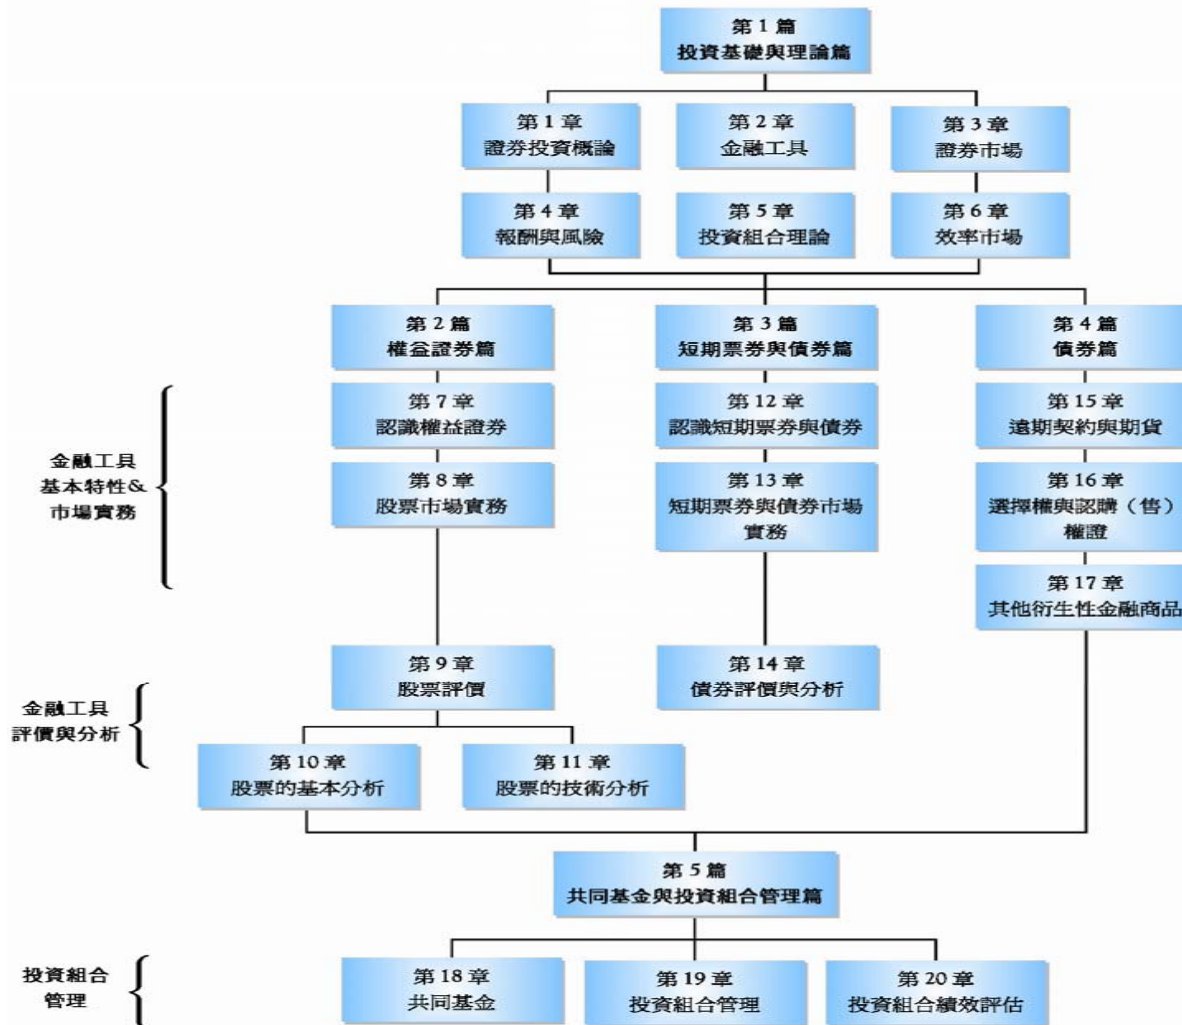 第 1 篇
投資基礎與理論篇
第 1 章
證券投資概論
第 2 章
金融工具
第 3 章
證券市場
第 4 章
報酬與風險
第 5 章
投資組合理論
第 6 章
效率市場
第 2 篇
權益證券篇
第 3 篇
短期票券與債券篇
第 4 篇
債券篇
金融工具
基本特性&
市場實務
第 7 章
認識權益證券
第 12 章
認識短期票券與債券
第 15 章
遠期契約與期貨
第 8 章
股票市場實務
第 13 章
短期票券與債券市場
實務
第 16 章
選擇權與認購（售）
權證
第 17 章
其他衍生性金融商品
金融工具
評價與分析
第 9 章
股票評價
第 14 章
債券評價與分析
第 10 章
股票的基本分析
第 11 章
股票的技術分析
第 5 篇
共同基金與投資組合管理篇
投資組合
管理
第 18 章
共同基金
第 19 章
投資組合管理
第 20 章
投資組合績效評估